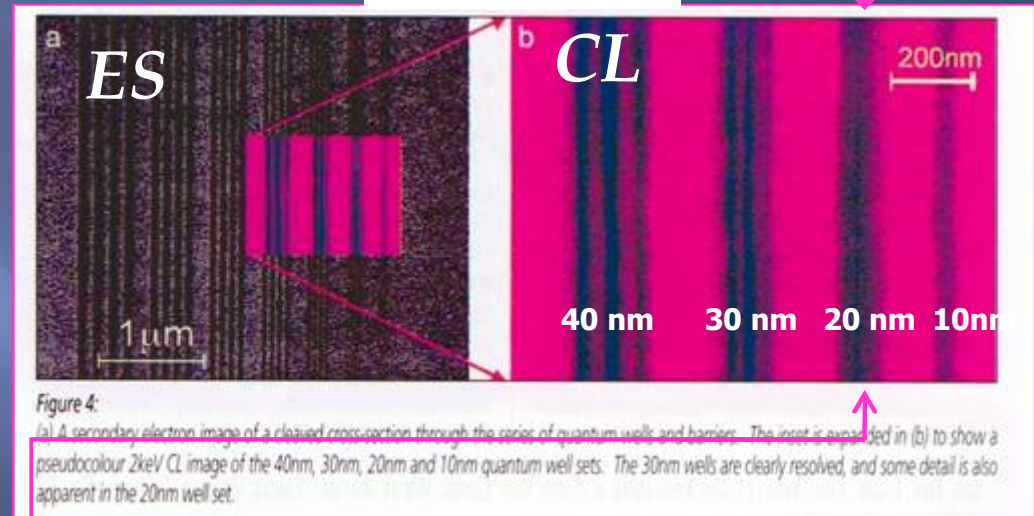 a
ES
b
CL
200nm
1μm
40 nm
30 nm
20 nm
10nm
Figure 4:
(a) A secondary electron image of a cleaved cross-section through the series of quantum wells and barriers. The inset is expanded in (b) to show a
pseudocolour 2keV CL image of the 40nm, 30nm, 20nm and 10nm quantum well sets. The 30nm wells are clearly resolved, and some detail is also
apparent in the 20nm well set.